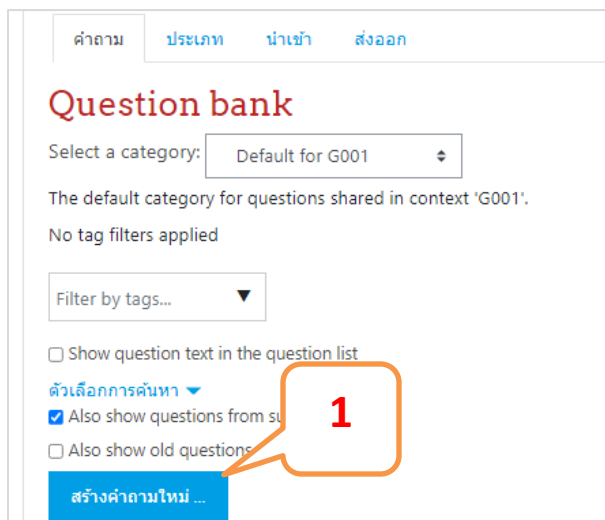 คำถาม ประเภท นำเข้า ส่งออก
Question bank
Select a category: Default for G001
The default category for questions shared in context 'G001'.
No tag filters applied
Filter by tags... ▼
Show question text in the question list
ตัวเลือกการค้นหา
Also show questions from
1
Also show old questions
สร้างคำถามใหม่ ...